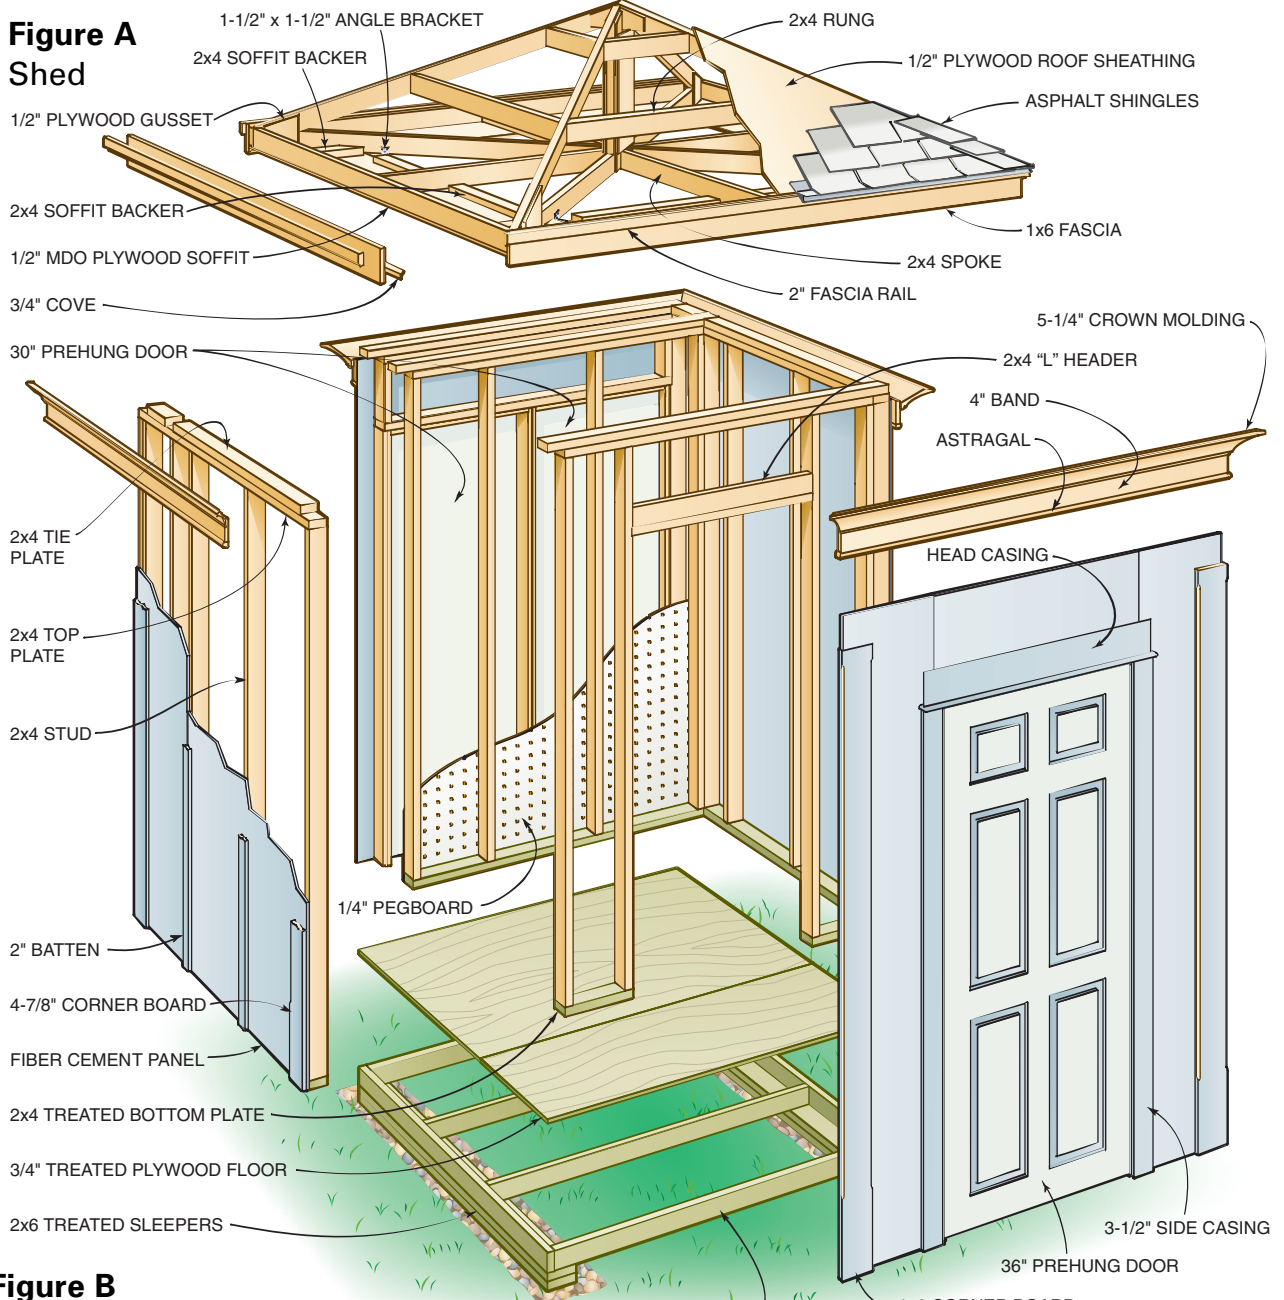 Figure A
Shed
1-1/2" x 1-1/2" ANGLE BRACKET
2x4 SOFFIT BACKER
1/2" PLYWOOD GUSSET
2x4 RUNG
1/2" PLYWOOD ROOF SHEATHING
ASPHALT SHINGLES
2x4 SOFFIT BACKER
1/2" MDO PLYWOOD SOFFIT
3/4" COVE
1x6 FASCIA
2x4 SPOKE
2" FASCIA RAIL
5-1/4" CROWN MOLDING
30" PREHUNG DOOR
2x4 “L” HEADER
4" BAND
ASTRAGAL
2x4 TIE
PLATE
HEAD CASING
2x4 TOP
PLATE
2x4 STUD
1/4" PEGBOARD
2" BATTEN
4-7/8" CORNER BOARD
FIBER CEMENT PANEL
2x4 TREATED BOTTOM PLATE
3/4" TREATED PLYWOOD FLOOR
2x6 TREATED SLEEPERS
3-1/2" SIDE CASING
36" PREHUNG DOOR
CORNER BOARD
Figure B